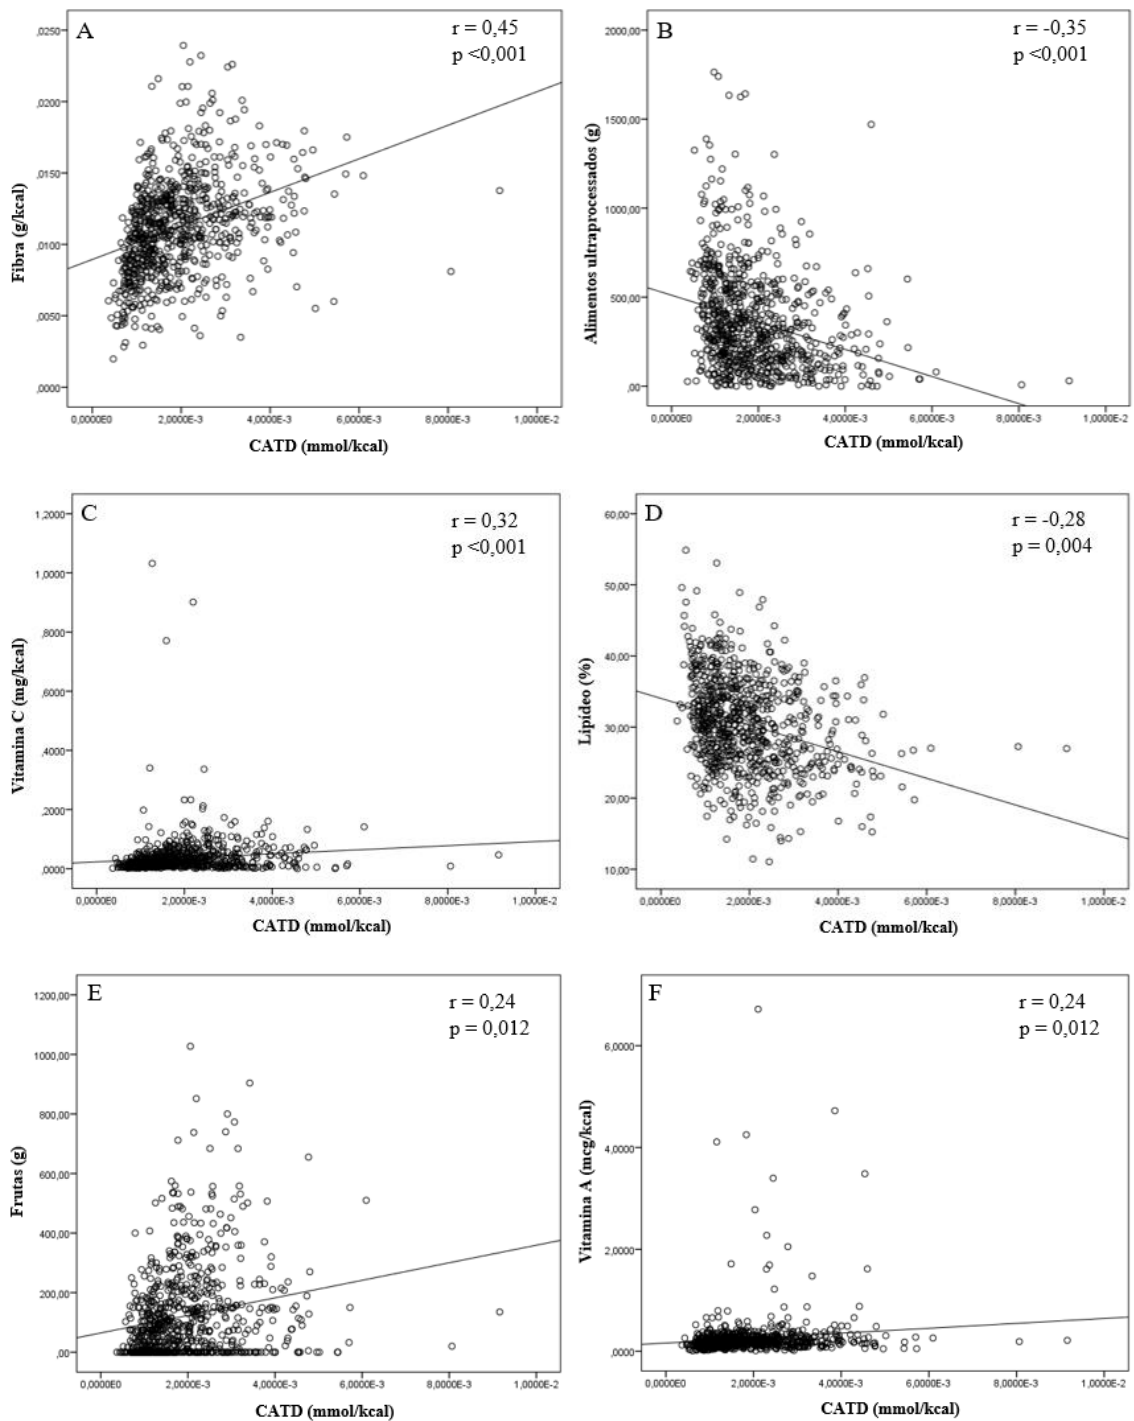 A
r = 0,45
p <0,001
,0250
,0200
,0150
,0100
,0050
,0000
Fibra (g/kcal)
0,0000E0 2,0000E-3 4,0000E-3 6,0000E-3 8,0000E-3 1,0000E-2
CATD (mmol/kcal)
B
r = -0,35
p <0,001
2000,00
1500,00
1000,00
500,00
,00
Alimentos ultraprocessados (g)
0,0000E0 2,0000E-3 4,0000E-3 6,0000E-3 8,0000E-3 1,0000E-2
CATD (mmol/kcal)
C
r = 0,32
p <0,001
1,2000
1,0000
,8000
,6000
,4000
,2000
,0000
Vitamina C (mg/kcal)
0,0000E0 2,0000E-3 4,0000E-3 6,0000E-3 8,0000E-3 1,0000E-2
CATD (mmol/kcal)
D
r = -0,28
p = 0,004
60,00
50,00
40,00
30,00
20,00
10,00
Lipídeo (%)
0,0000E0 2,0000E-3 4,0000E-3 6,0000E-3 8,0000E-3 1,0000E-2
CATD (mmol/kcal)
E
r = 0,24
p = 0,012
1200,00
1000,00
800,00
600,00
400,00
200,00
,00
Frutas (g)
0,0000E0 2,0000E-3 4,0000E-3 6,0000E-3 8,0000E-3 1,0000E-2
CATD (mmol/kcal)
F
r = 0,24
p = 0,012
6,0000
4,0000
2,0000
,0000
Vitamina A (mcg/kcal)
0,0000E0 2,0000E-3 4,0000E-3 6,0000E-3 8,0000E-3 1,0000E-2
CATD (mmol/kcal)